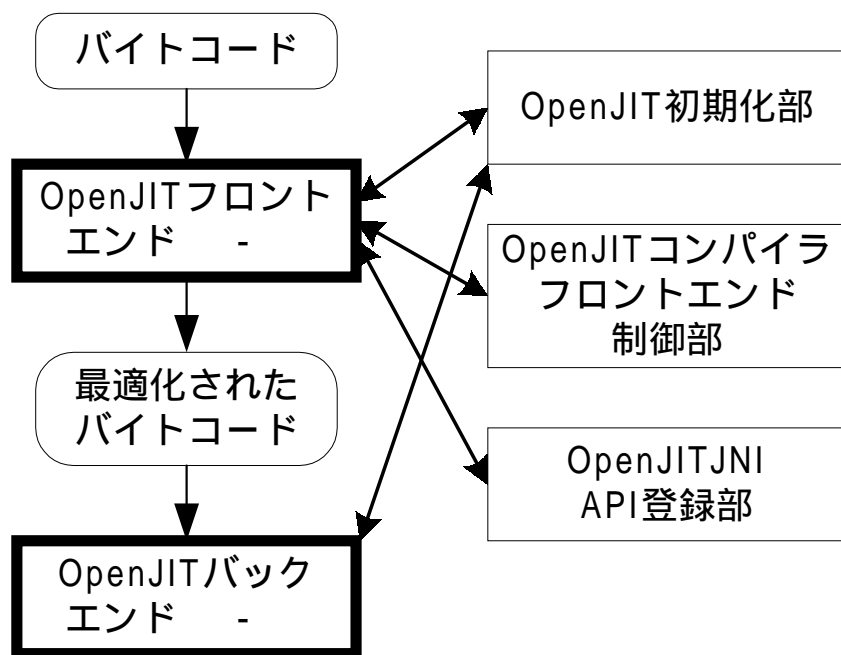 バイトコード
OpenJITフロント
エンド -
最適化された
バイトコード
OpenJITバック
エンド -
OpenJIT初期化部
OpenJITコンパイラ
フロントエンド
制御部
OpenJITJNI
API登録部